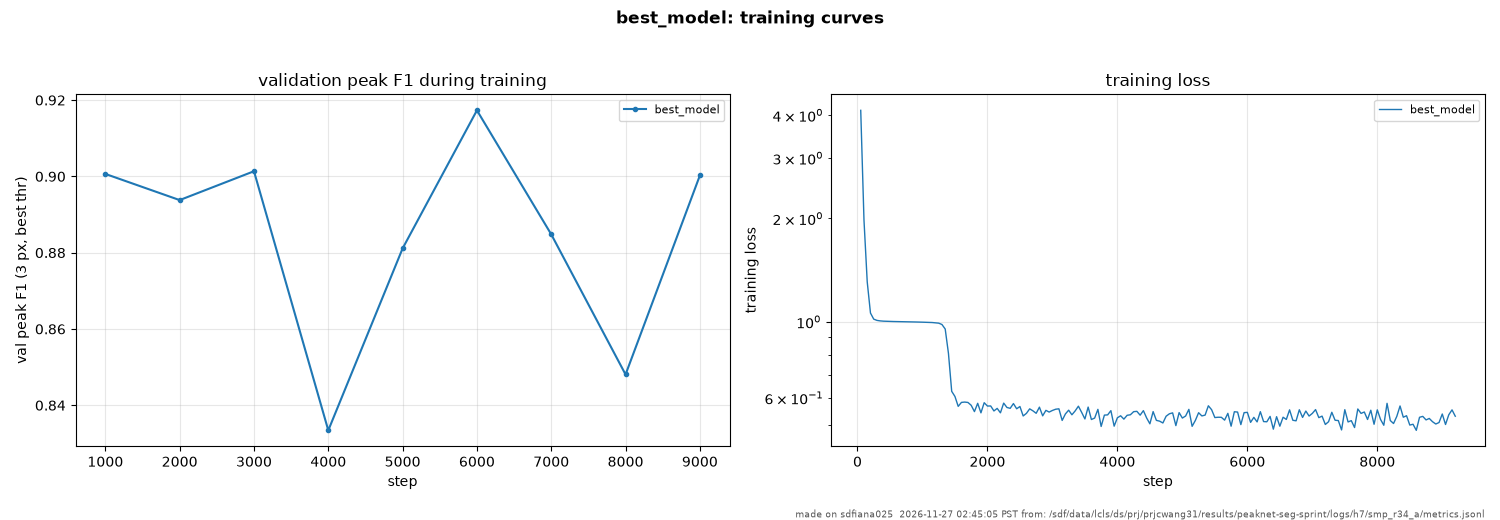 best_model: training curves
validation peak F1 during training
val peak F1 (3 px, best thr)
0.92
0.90
0.88
0.86
0.84
best_model
1000 2000 3000 4000 5000 6000 7000 8000 9000
step
training loss
training loss
4 × 10⁰
3 × 10⁰
2 × 10⁰
10⁰
6 × 10⁻¹
best_model
0 2000 4000 6000 8000
step
made on sdfiana025 2026-11-27 02:45:05 PST from: /sdf/data/lcls/ds/prj/prjcwang31/results/peaknet-seg-sprint/logs/h7/smp_r34_a/metrics.jsonl